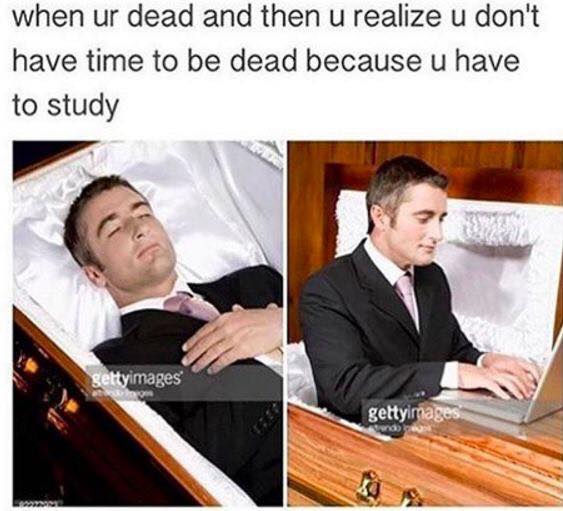 when ur dead and then u realize u don't
have time to be dead because u have
to study
gettyimages®
gettyimages